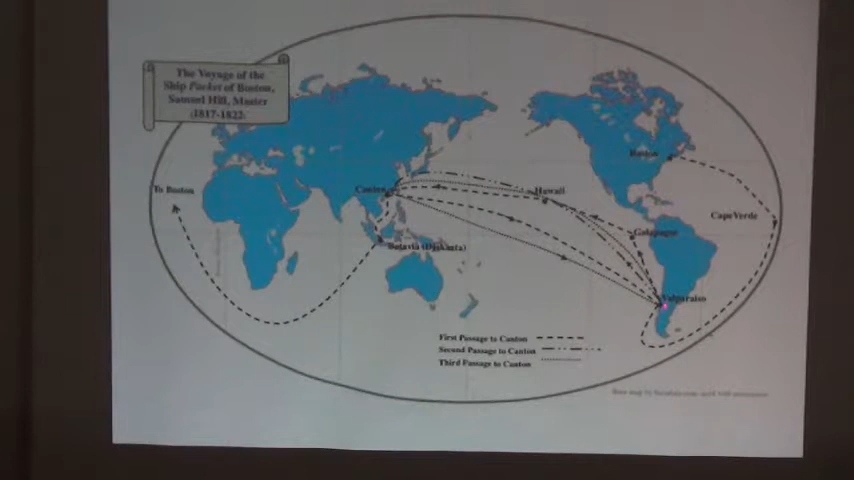 The Voyage of the
Ship Packet of Boston,
Samuel Hill, Master
(1817-1822)
To Boston
Canton
Hawaii
Boston
Cape Verde
Galapagos
Batavia (Djakarta)
Valparaiso
First Passage to Canton
Second Passage to Canton
Third Passage to Canton